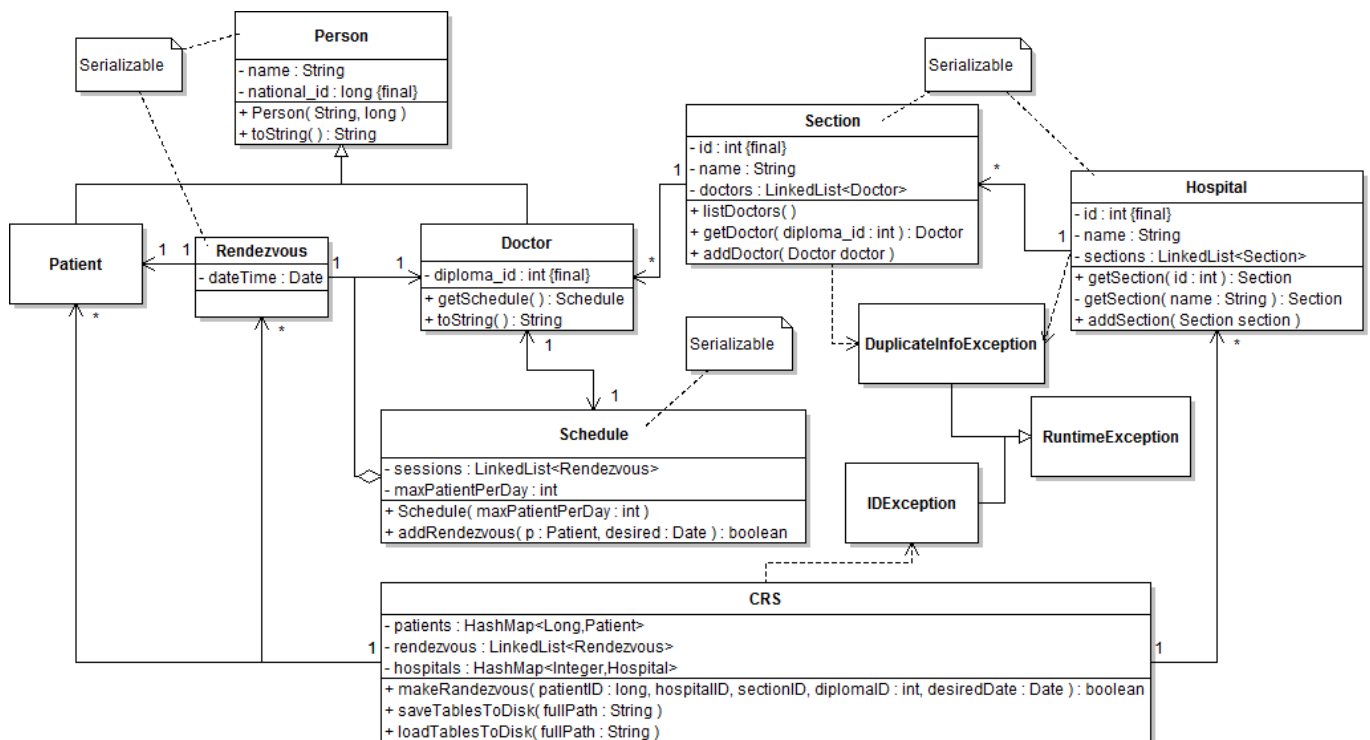 Person
- name : String
- national_id : long {final}
+ Person( String, long )
+ toString( ) : String
Serializable
Serializable
Section
- id : int {final}
- name : String
- doctors : LinkedList<Doctor>
+ listDoctors( )
+ getDoctor( diploma_id : int ) : Doctor
+ addDoctor( Doctor doctor )
Hospital
- id : int {final}
- name : String
- sections : LinkedList<Section>
+ getSection( id : int ) : Section
- getSection( name : String ) : Section
+ addSection( Section section )
1
*
*
1
*
Patient
1
1
Rendezvous
- dateTime : Date
1
1
*
*
Doctor
- diploma_id : int {final}
+ getSchedule( ) : Schedule
+ toString( ) : String
1
1
Serializable
DuplicateInfoException
RuntimeException
IDException
Schedule
- sessions : LinkedList<Rendezvous>
- maxPatientPerDay : int
+ Schedule( maxPatientPerDay : int )
+ addRendezvous( p : Patient, desired : Date ) : boolean
CRS
- patients : HashMap<Long,Patient>
- rendezvous : LinkedList<Rendezvous>
- hospitals : HashMap<Integer,Hospital>
+ makeRandezvous( patientID : long, hospitalID, sectionID, diplomaID : int, desiredDate : Date ) : boolean
+ saveTablesToDisk( fullPath : String )
+ loadTablesToDisk( fullPath : String )
1
1